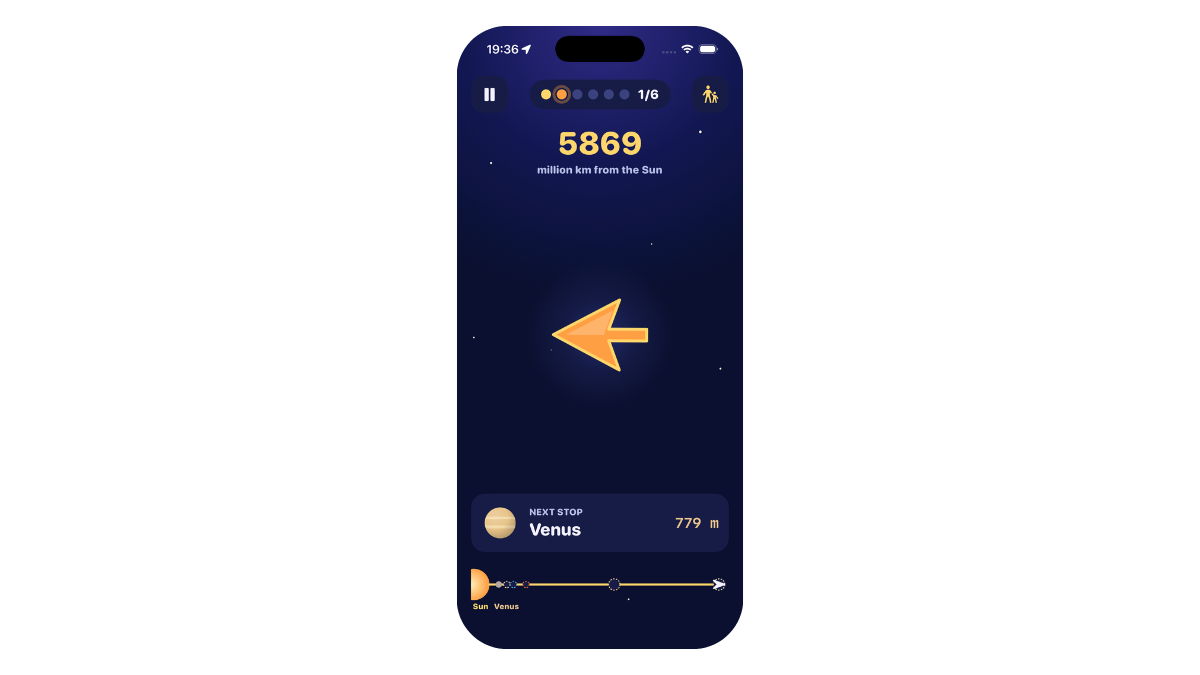 19:36
1/6
5869
million km from the Sun
NEXT STOP
Venus
779 m
Sun Venus